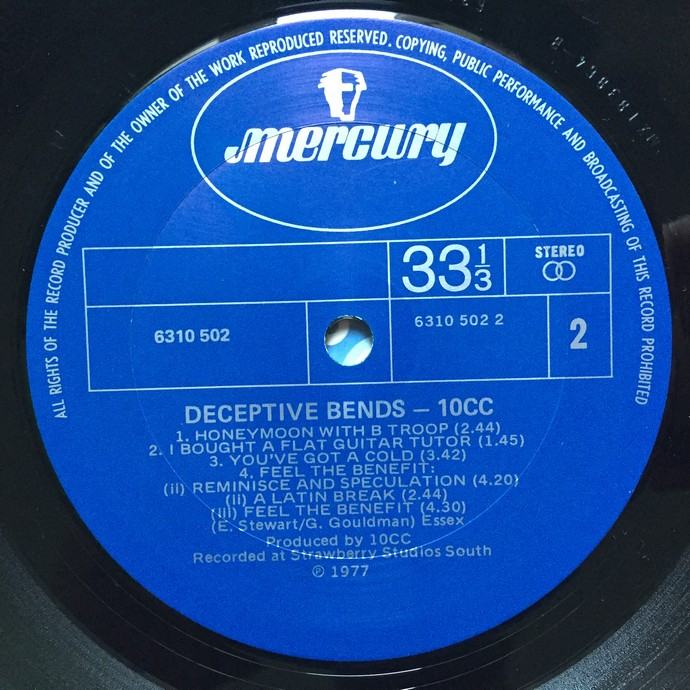 ALL RIGHTS OF THE RECORD PRODUCER AND OF THE OWNER OF THE WORK REPRODUCED RESERVED. COPYING, PUBLIC PERFORMANCE AND BROADCASTING OF THIS RECORD PROHIBITED
mercury
33 1/3
STEREO
6310 502
6310 502 2
2
DECEPTIVE BENDS — 10CC
1. HONEYMOON WITH B TROOP (2.44)
2. I BOUGHT A FLAT GUITAR TUTOR (1.45)
3. YOU'VE GOT A COLD (3.42)
4. FEEL THE BENEFIT:
(ii) REMINISCE AND SPECULATION (4.20)
(ii) A LATIN BREAK (2.44)
(iii) FEEL THE BENEFIT (4.30)
(E. Stewart/G. Gouldman) Essex
Produced by 10CC
Recorded at Strawberry Studios South
℗ 1977